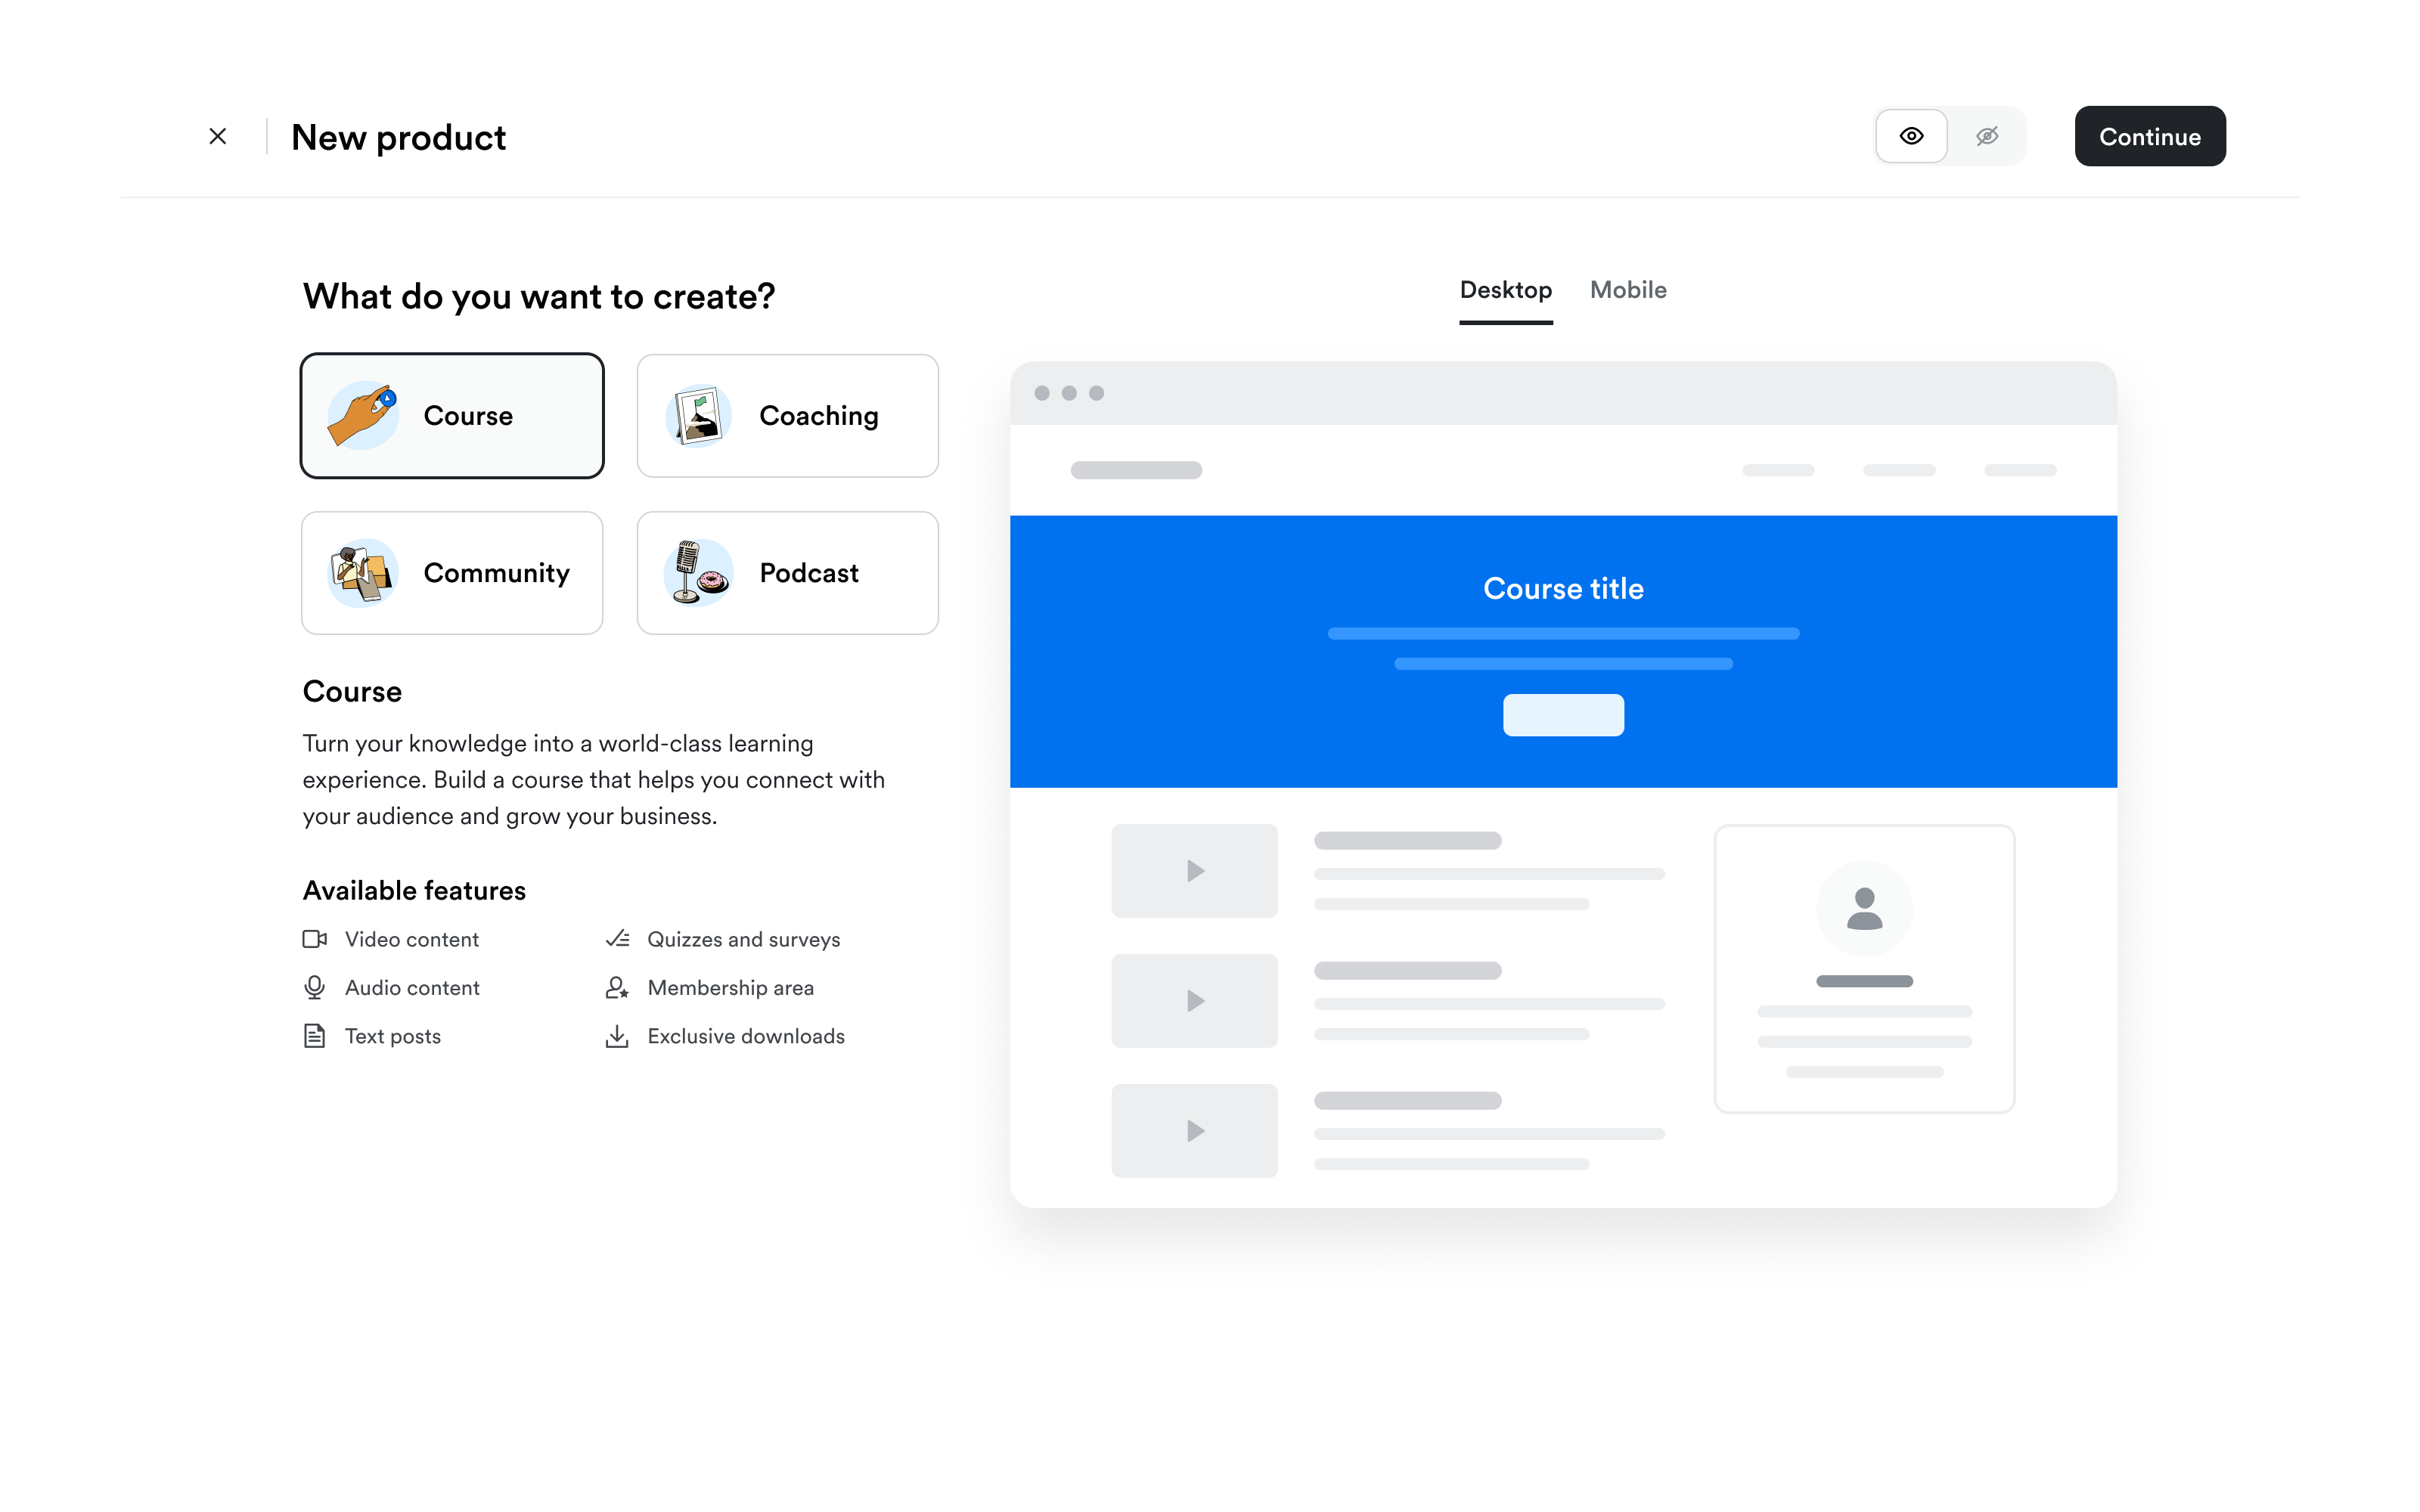 New product
Continue
What do you want to create?
Course
Coaching
Community
Podcast
Course
Turn your knowledge into a world-class learning
experience. Build a course that helps you connect with
your audience and grow your business.
Available features
Video content
Quizzes and surveys
Audio content
Membership area
Text posts
Exclusive downloads
Desktop
Mobile
Course title